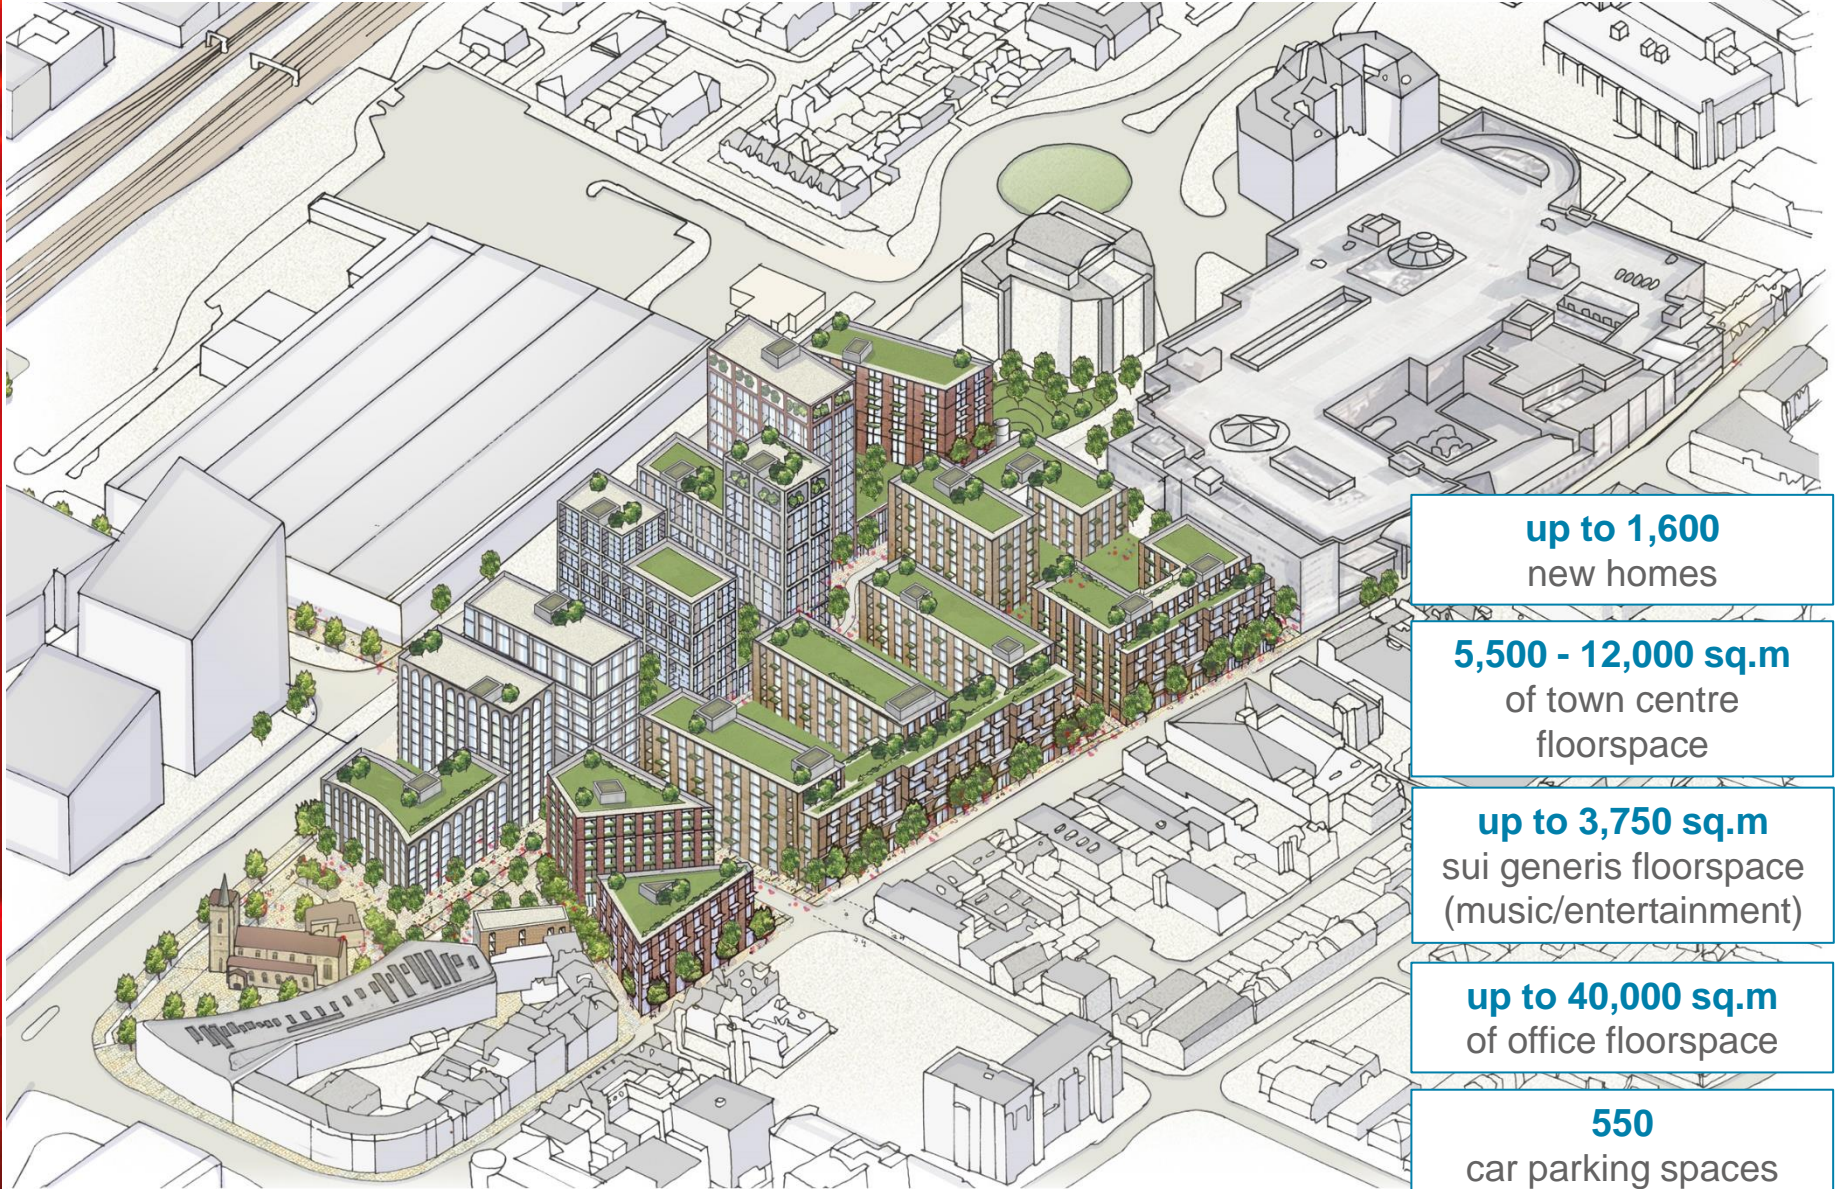 up to 1,600
new homes
5,500 - 12,000 sq.m
of town centre
floorspace
up to 3,750 sq.m
sui generis floorspace
(music/entertainment)
up to 40,000 sq.m
of office floorspace
550
car parking spaces